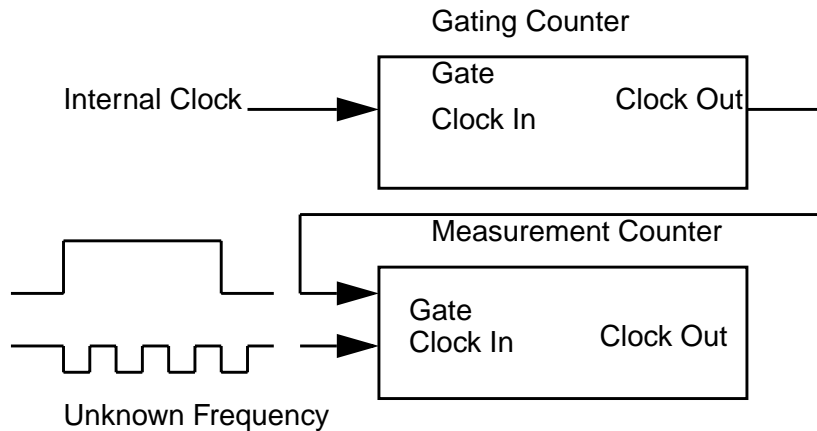 Gating Counter
Gate
Internal Clock
Clock In
Clock Out
Measurement Counter
Gate
Clock In
Clock Out
Unknown Frequency